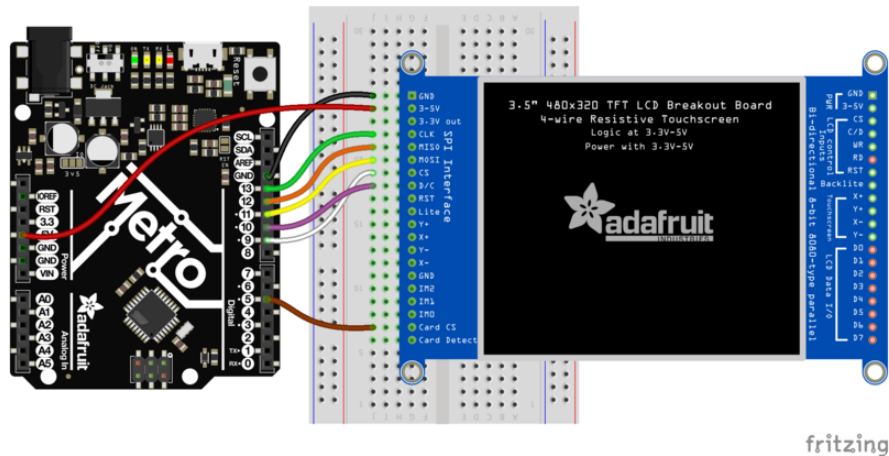 ON
TX
RX
L
Reset
SCL
SDA
AREF
GND
13
12
11
10
9
8
7
6
5
4
3
2
TX→ 1
RX← 0
Digital
IOREF
RST
3.3
5V
GND
GND
VIN
Power
A0
A1
A2
A3
A4
A5
Analog In
Metro
adafruit
GND
3-5V
3.3V out
CLK
MISO
MOSI
CS
D/C
RST
Lite
Y+
X+
Y-
X-
GND
IM2
IM1
IM0
Card CS
Card Detect
SPI Interface
3.5" 480x320 TFT LCD Breakout Board
4-wire Resistive Touchscreen
Logic at 3.3V-5V
Power with 3.3V-5V
adafruit
INDUSTRIES
GND
3-5V
CS
C/D
WR
RD
RST
Backlite
X+
Y+
X-
Y-
D0
D1
D2
D3
D4
D5
D6
D7
PWR
LCD control
Inputs
Touchscreen
LCD Data I/O
Bi-directional 8-bit 8080-type parallel
fritzing